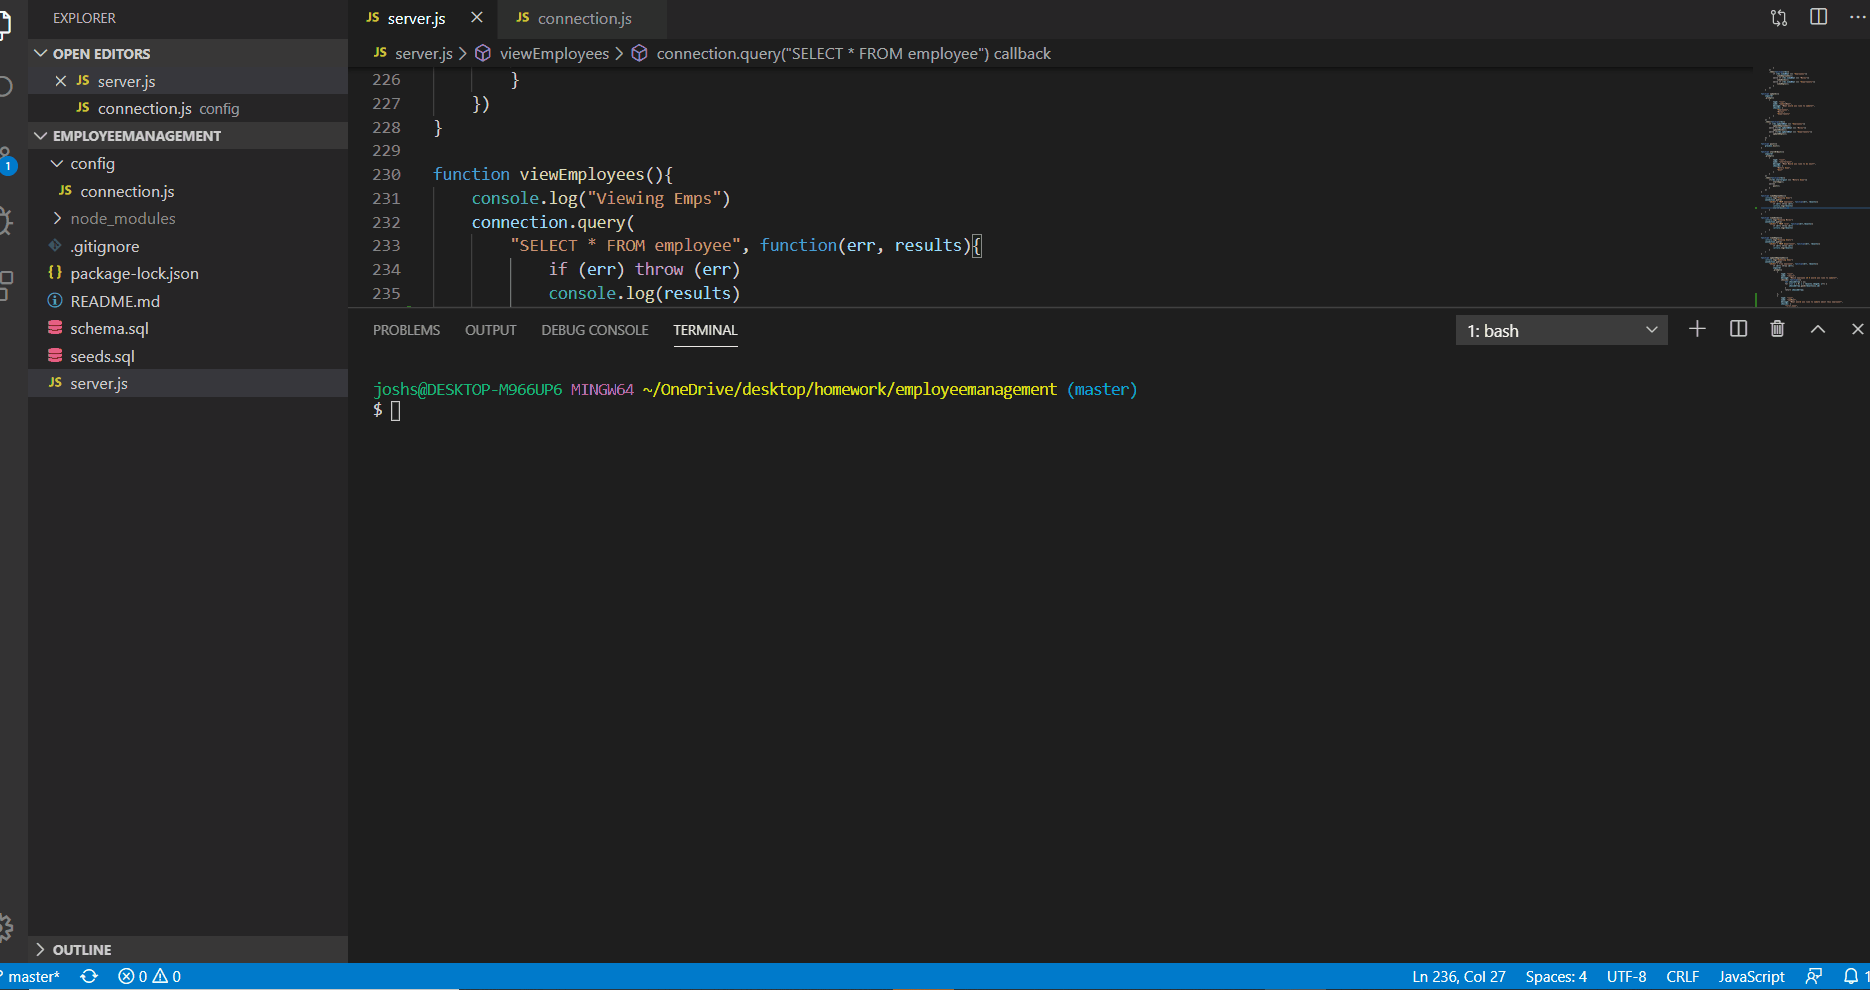 EXPLORER
OPEN EDITORS
JS server.js
JS connection.js config
EMPLOYEEMANAGEMENT
config
JS connection.js
node_modules
.gitignore
{} package-lock.json
README.md
schema.sql
seeds.sql
JS server.js
OUTLINE
JS server.js
JS connection.js
JS server.js > viewEmployees > connection.query("SELECT * FROM employee") callback
226 }
227 })
228 }
229
230 function viewEmployees(){
231 console.log("Viewing Emps")
232 connection.query(
233 "SELECT * FROM employee", function(err, results){
234 if (err) throw (err)
235 console.log(results)
PROBLEMS OUTPUT DEBUG CONSOLE TERMINAL
1: bash
joshs@DESKTOP-M966UP6 MINGW64 ~/OneDrive/desktop/homework/employeemanagement (master)
$
1
master* 0 0 Ln 236, Col 27 Spaces: 4 UTF-8 CRLF JavaScript 1